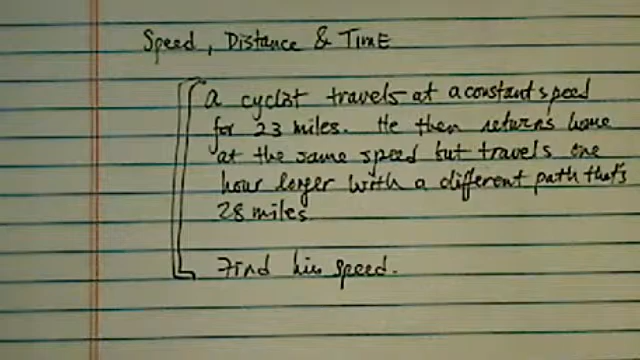 Speed, Distance & Time
A cyclist travels at a constant speed
for 23 miles. He then returns home
at the same speed but travels one
hour longer with a different path that's
28 miles.
Find his speed.